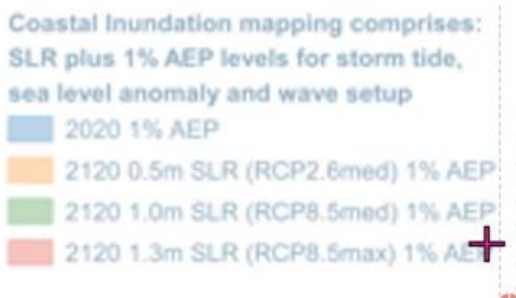 Coastal Inundation mapping comprises:
SLR plus 1% AEP levels for storm tide,
sea level anomaly and wave setup
2020 1% AEP
2120 0.5m SLR (RCP2.6med) 1% AEP
2120 1.0m SLR (RCP8.5med) 1% AEP
2120 1.3m SLR (RCP8.5max) 1% AEP